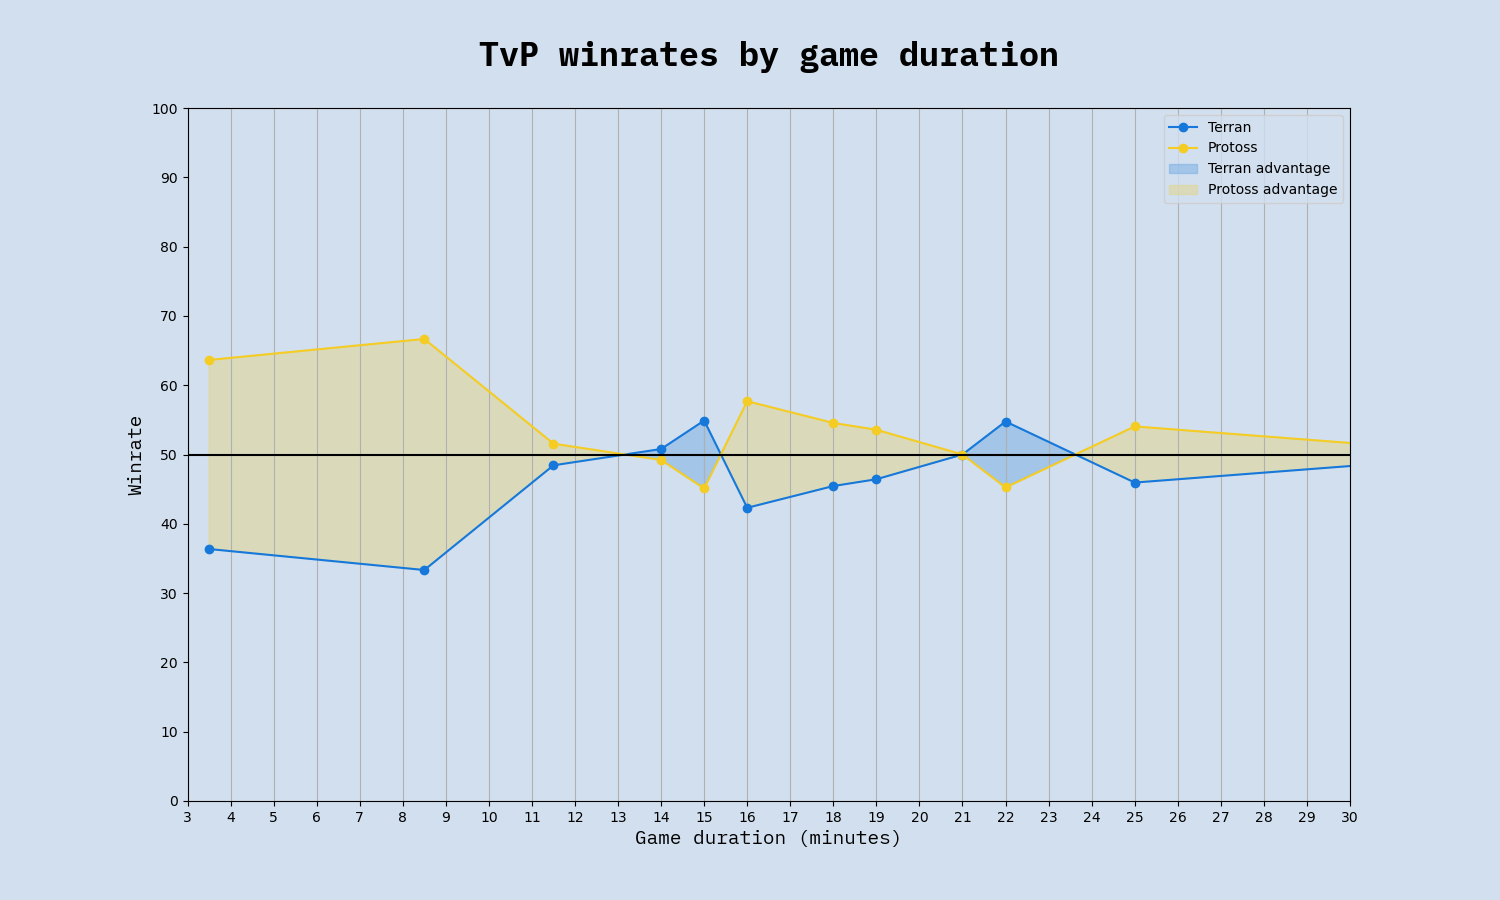 TvP winrates by game duration
100
90
80
70
60
50
40
30
20
10
0
Winrate
Terran
Protoss
Terran advantage
Protoss advantage
3 4 5 6 7 8 9 10 11 12 13 14 15 16 17 18 19 20 21 22 23 24 25 26 27 28 29 30
Game duration (minutes)